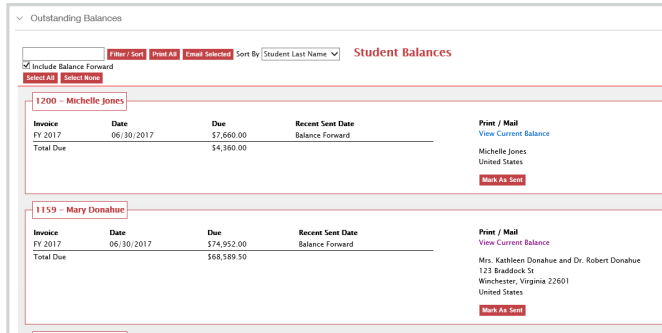 Outstanding Balances
Filter / Sort Print All Email Selected Sort By Student Last Name Student Balances
Include Balance Forward
Select All Select None
1200 – Michelle Jones
Invoice Date Due Recent Sent Date Print / Mail
FY 2017 06/30/2017 $7,660.00 Balance Forward View Current Balance
Total Due $4,360.00
Michelle Jones
United States
Mark As Sent
1159 – Mary Donahue
Invoice Date Due Recent Sent Date Print / Mail
FY 2017 06/30/2017 $74,952.00 Balance Forward View Current Balance
Total Due $68,589.50
Mrs. Kathleen Donahue and Dr. Robert Donahue
123 Braddock St
Winchester, Virginia 22601
United States
Mark As Sent